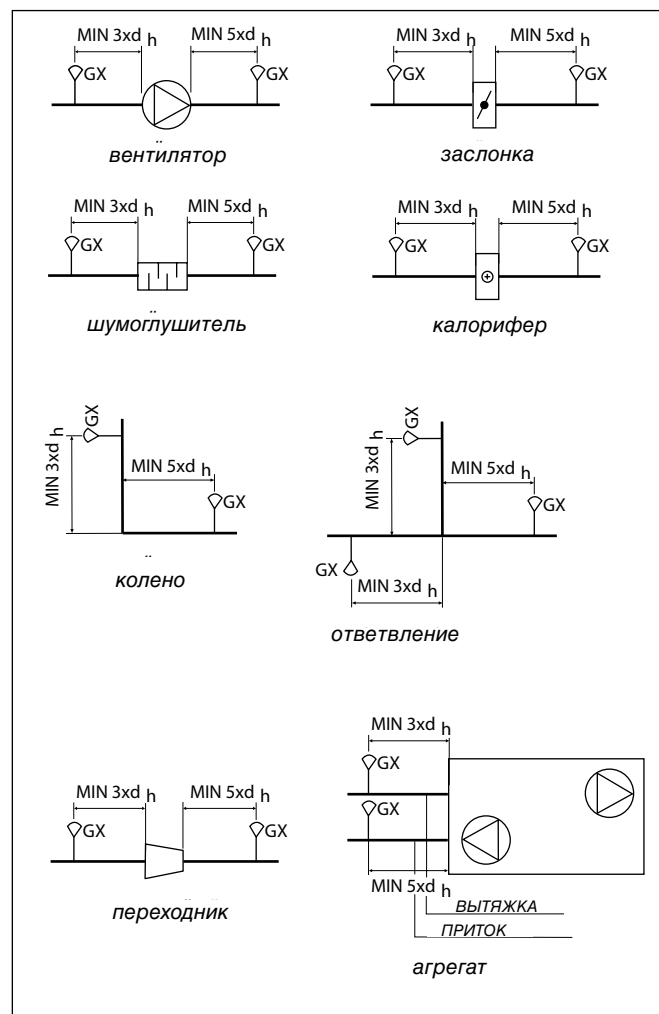 MIN 3xd h MIN 5xd h
GX GX
вентилятор
MIN 3xd h MIN 5xd h
GX GX
заслонка
MIN 3xd h MIN 5xd h
GX GX
шумоглушитель
MIN 3xd h MIN 5xd h
GX GX
калорифер
GX
MIN 3xd h
MIN 5xd h
GX
колено
GX
MIN 3xd h
MIN 5xd h
GX
GX
MIN 3xd h
ответвление
MIN 3xd h MIN 5xd h
GX GX
переходник
MIN 3xd h
GX
GX
MIN 5xd h
ВЫТЯЖКА
ПРИТОК
агрегат